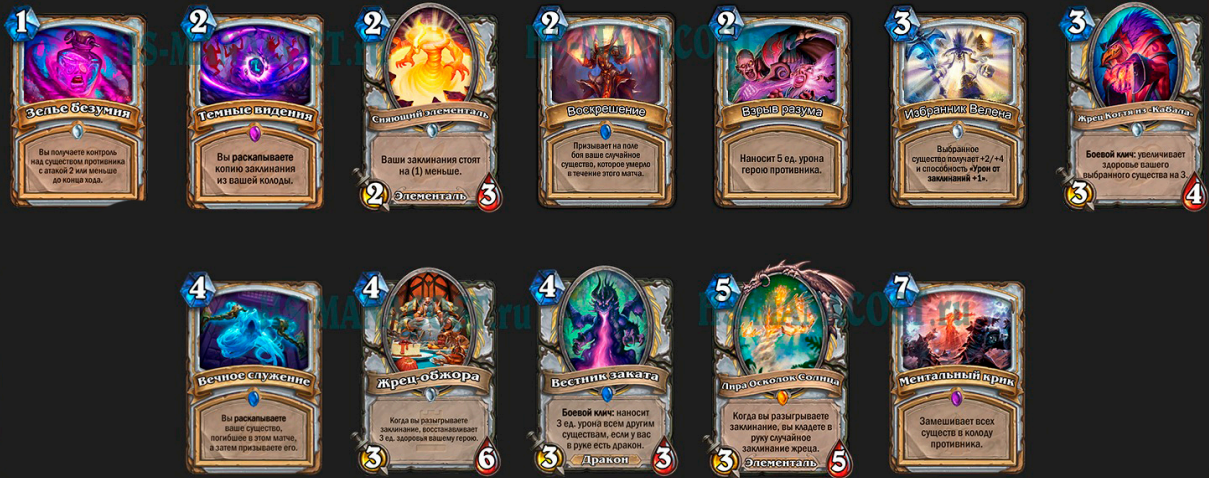 1
Зелье безумия
Вы получаете контроль
над существом противника
с атакой 2 или меньше
до конца хода.
2
Темные видения
Вы раскапываете
копию заклинания
из вашей колоды.
2
Сияющий элементаль
Ваши заклинания стоят
на (1) меньше.
2
Элементаль
3
2
Воскрешение
Призывает на поле
боя ваше случайное
существо, которое умерло
в течение этого матча.
2
Взрыв разума
Наносит 5 ед. урона
герою противника.
3
Избранник Велена
Выбранное
существо получает +2/+4
и способность «Урон от
заклинаний +1».
3
Жрец Когтя из «Кабала»
Боевой клич: увеличивает
здоровье вашего
выбранного существа на 3.
3
4
4
Вечное служение
Вы раскапываете
ваше существо,
погибшее в этом матче,
а затем призываете его.
4
Жрец-обжора
Когда вы разыгрываете
заклинание, восстанавливает
3 ед. здоровья вашему герою.
3
6
4
Вестник заката
Боевой клич: наносит
3 ед. урона всем другим
существам, если у вас
в руке есть дракон.
3
Дракон
3
5
Лира Осколок Солнца
Когда вы разыгрываете
заклинание, вы кладете в
руку случайное
заклинание жреца.
3
Элементаль
5
7
Ментальный крик
Замешивает всех
существ в колоду
противника.